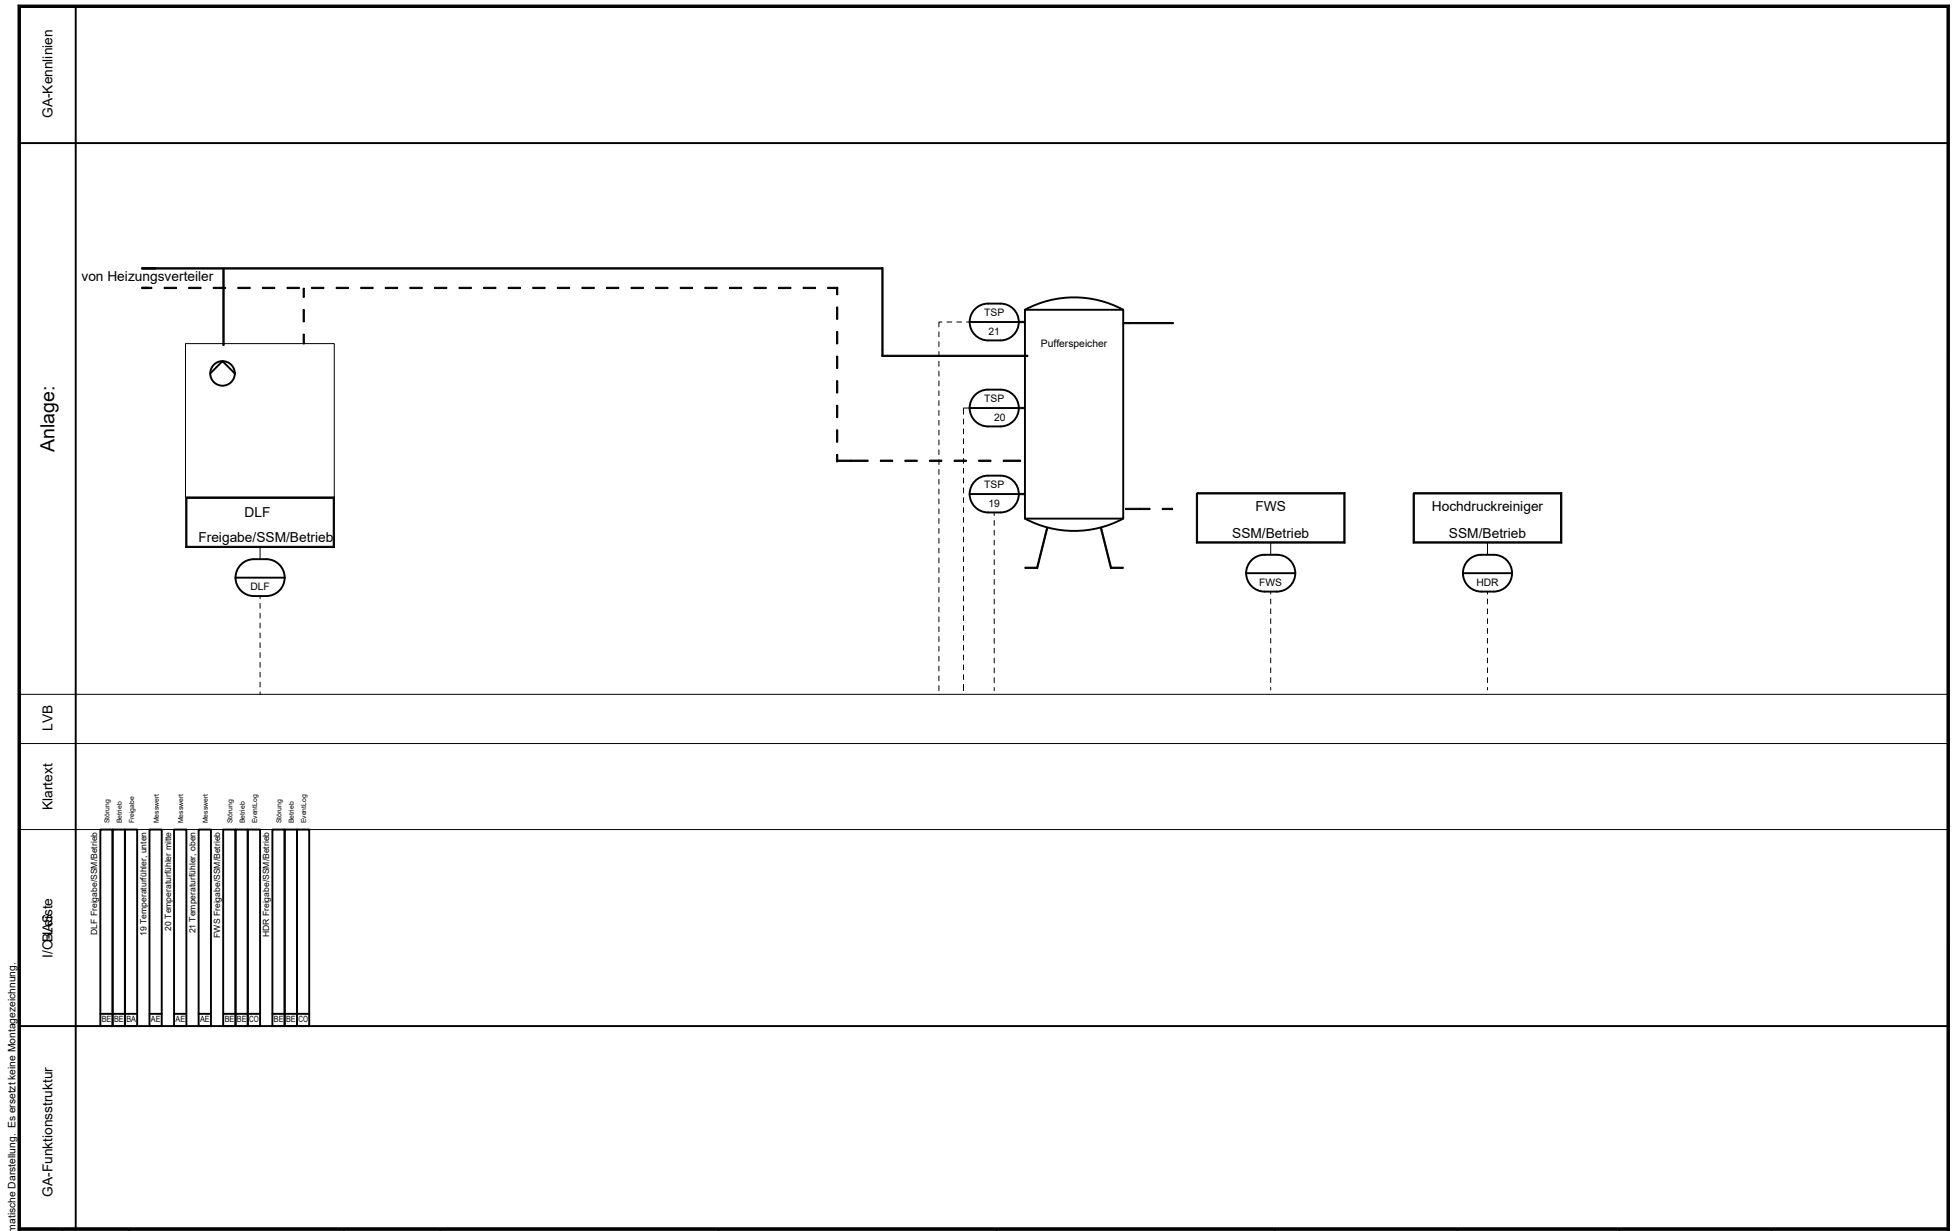 GA-Kennlinien
Anlage:
von Heizungsverteiler
DLF
Freigabe/SSM/Betrieb
DLF
TSP
21
TSP
20
TSP
19
Pufferspeicher
FWS
SSM/Betrieb
FWS
Hochdruckreiniger
SSM/Betrieb
HDR
LVB
Klartext
Störung
Betrieb
Freigabe
Messwert
Messwert
Messwert
Störung
Betrieb
EventLog
Störung
Betrieb
EventLog
DLF Freigabe/SSM/Betrieb
19 Temperaturfühler, unten
20 Temperaturfühler mitte
21 Temperaturfühler, oben
FWS Freigabe/SSM/Betrieb
HDR Freigabe/SSM/Betrieb
BE
BE
BA
AE
AE
AE
BE
BE
CO
BE
BE
CO
GA-Funktionsstruktur
Darstellung. Es ersetzt keine Montagezeichnung.